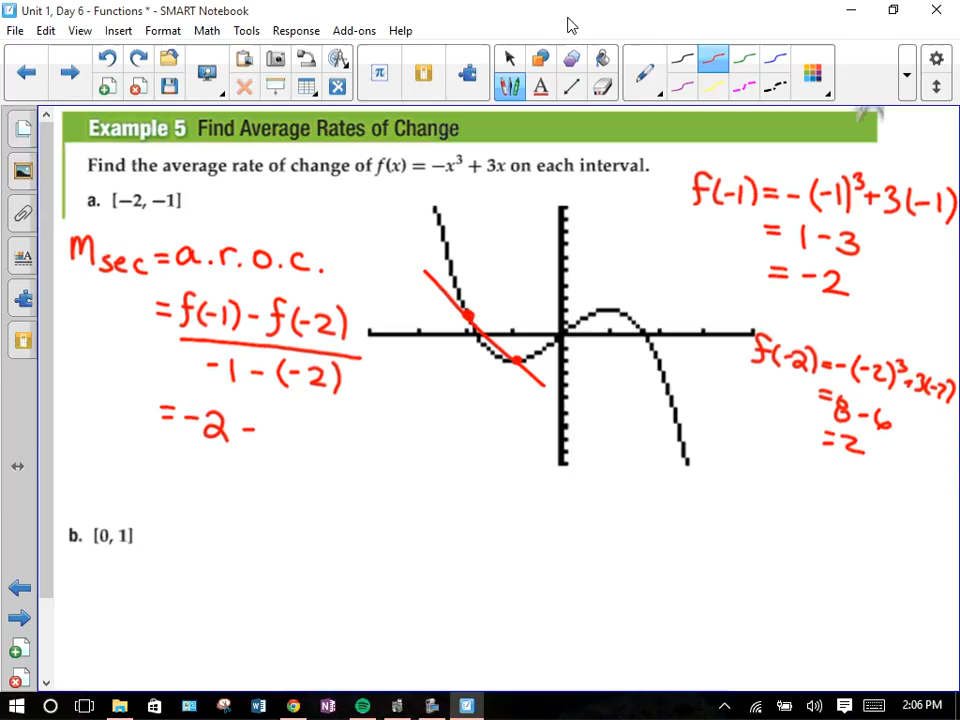 Unit 1, Day 6 - Functions * - SMART Notebook
File Edit View Insert Format Math Tools Response Add-ons Help
Example 5 Find Average Rates of Change
Find the average rate of change of f(x) = −x³ + 3x on each interval.
a. [−2, −1]
m sec = a.r.o.c.
= f(-1) - f(-2)
-1 - (-2)
= -2 -
f(-1) = -(-1)³ + 3(-1)
= 1 - 3
= -2
f(-2) = -(-2)³ + 3(-2)
= 8 - 6
= 2
b. [0, 1]
2:06 PM